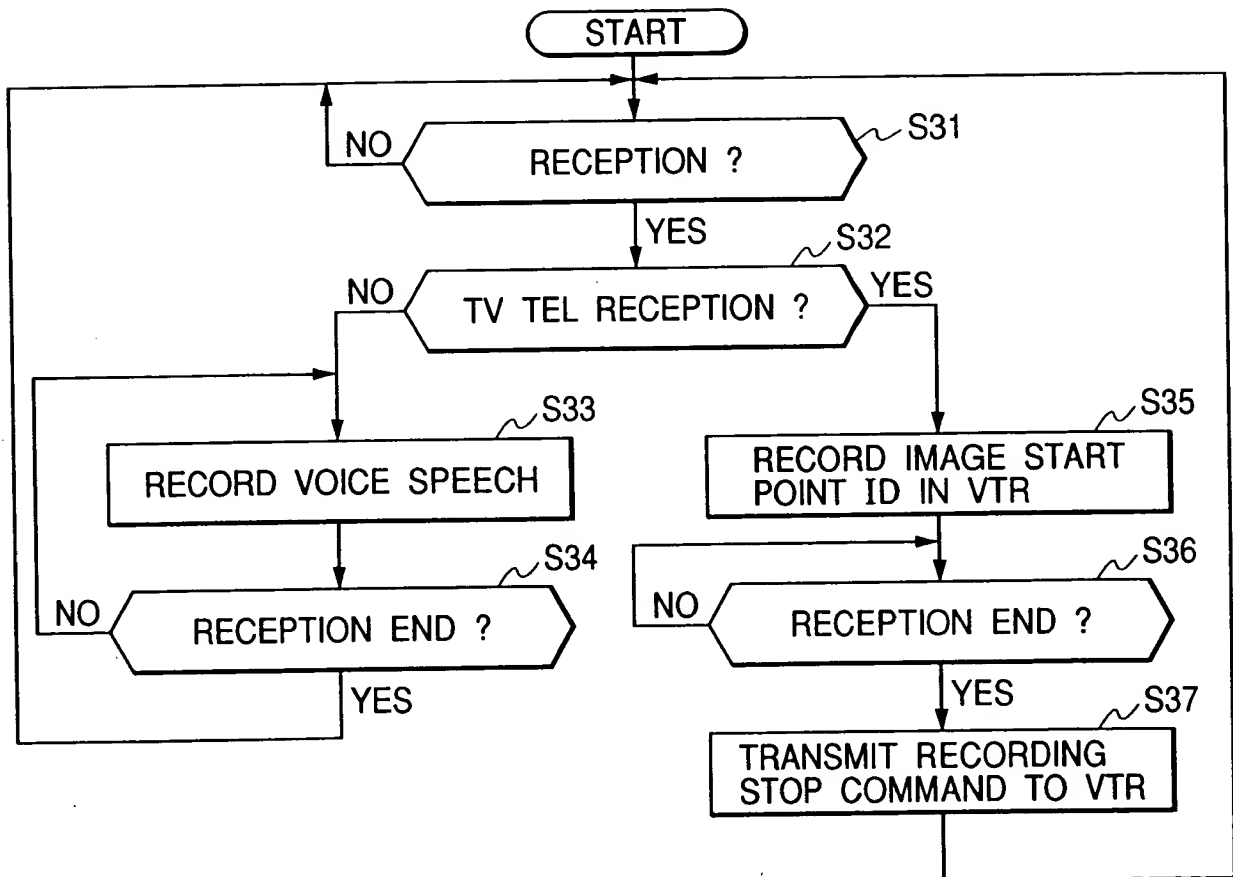 START
S31
NO
RECEPTION ?
YES
S32
NO
YES
TV TEL RECEPTION ?
S33
S35
RECORD VOICE SPEECH
RECORD IMAGE START
POINT ID IN VTR
S34
S36
NO
RECEPTION END ?
NO
RECEPTION END ?
YES
YES
S37
TRANSMIT RECORDING
STOP COMMAND TO VTR